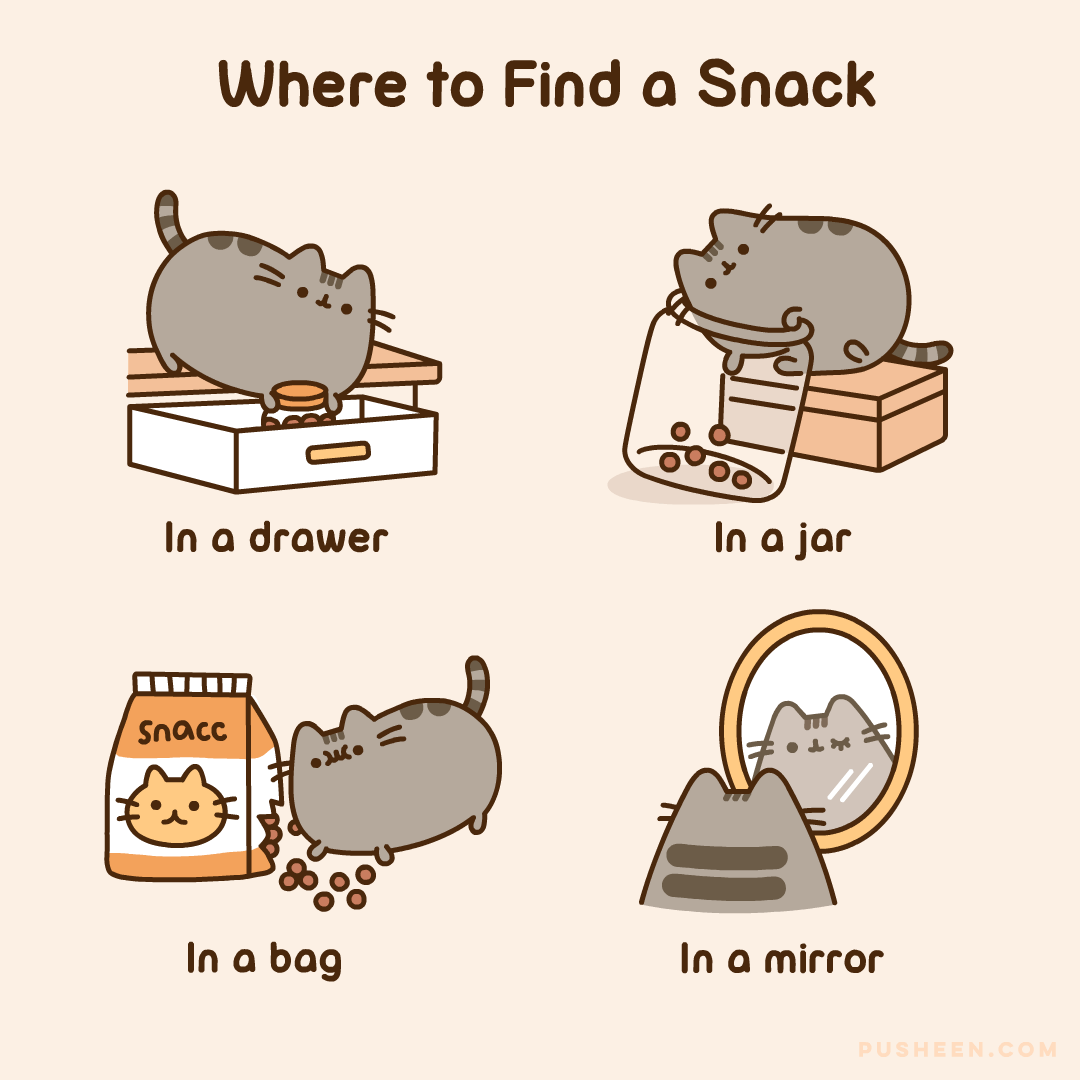 Where to Find a Snack
In a drawer
In a jar
snacc
In a bag
In a mirror
PUSHEEN.COM